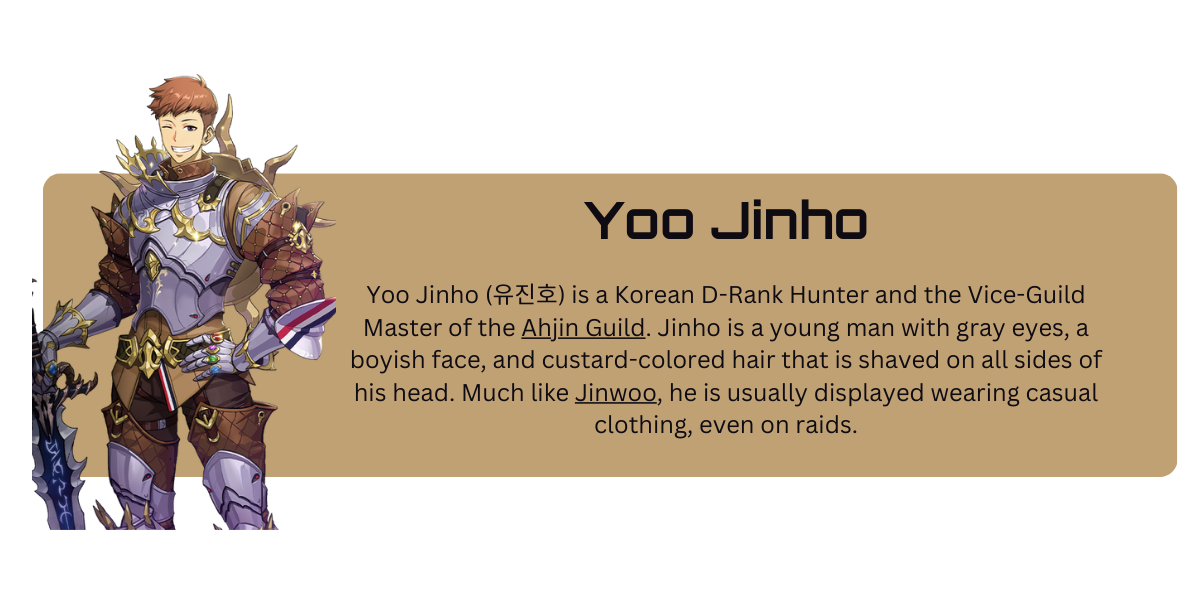 Yoo Jinho
Yoo Jinho (유진호) is a Korean D-Rank Hunter and the Vice-Guild
Master of the Ahjin Guild. Jinho is a young man with gray eyes, a
boyish face, and custard-colored hair that is shaved on all sides of
his head. Much like Jinwoo, he is usually displayed wearing casual
clothing, even on raids.